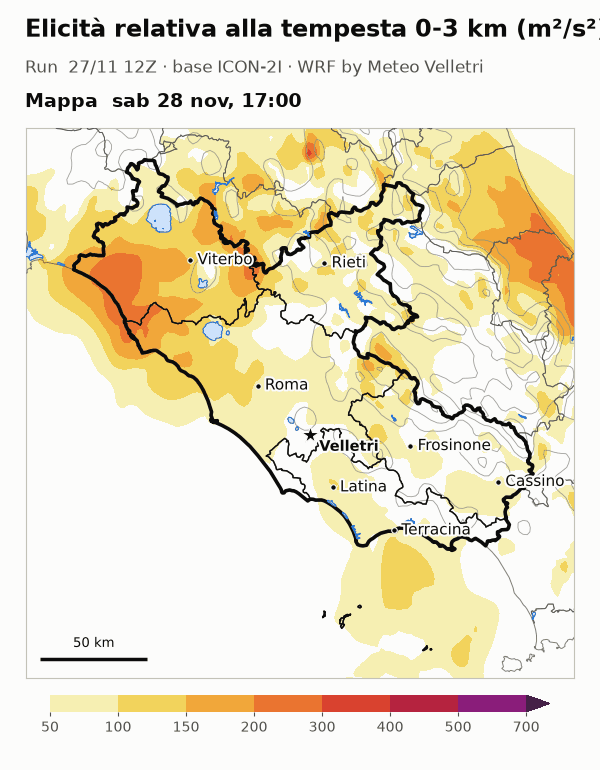 Elicità relativa alla tempesta 0-3 km (m²/s²)
Run  27/11 12Z · base ICON-2I · WRF by Meteo Velletri
Mappa  sab 28 nov, 17:00
Viterbo
Rieti
Roma
Velletri
Frosinone
Cassino
Latina
Terracina
50 km
50 100 150 200 300 400 500 700